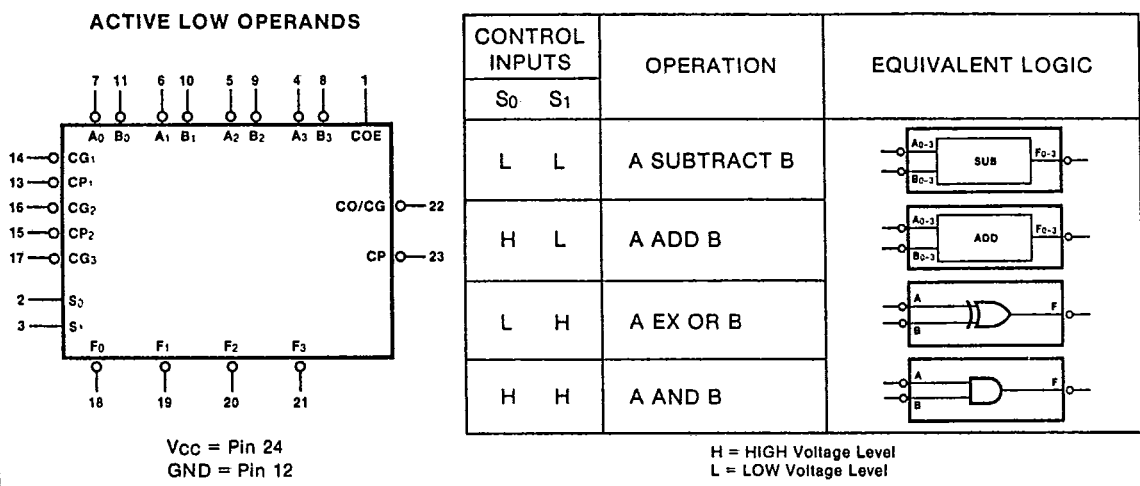 ACTIVE LOW OPERANDS
7 11 6 10 5 9 4 8 1
A0 B0 A1 B1 A2 B2 A3 B3 COE
14 CG1
13 CP1
16 CG2
15 CP2
17 CG3
2 S0
3 S1
CO/CG 22
CP 23
F0 F1 F2 F3
18 19 20 21
VCC = Pin 24
GND = Pin 12
CONTROL INPUTS
OPERATION
EQUIVALENT LOGIC
S0 S1
L L A SUBTRACT B
A0-3
B0-3
SUB
F0-3
H L A ADD B
A0-3
B0-3
ADD
F0-3
L H A EX OR B
A
B
F
H H A AND B
A
B
F
H = HIGH Voltage Level
L = LOW Voltage Level